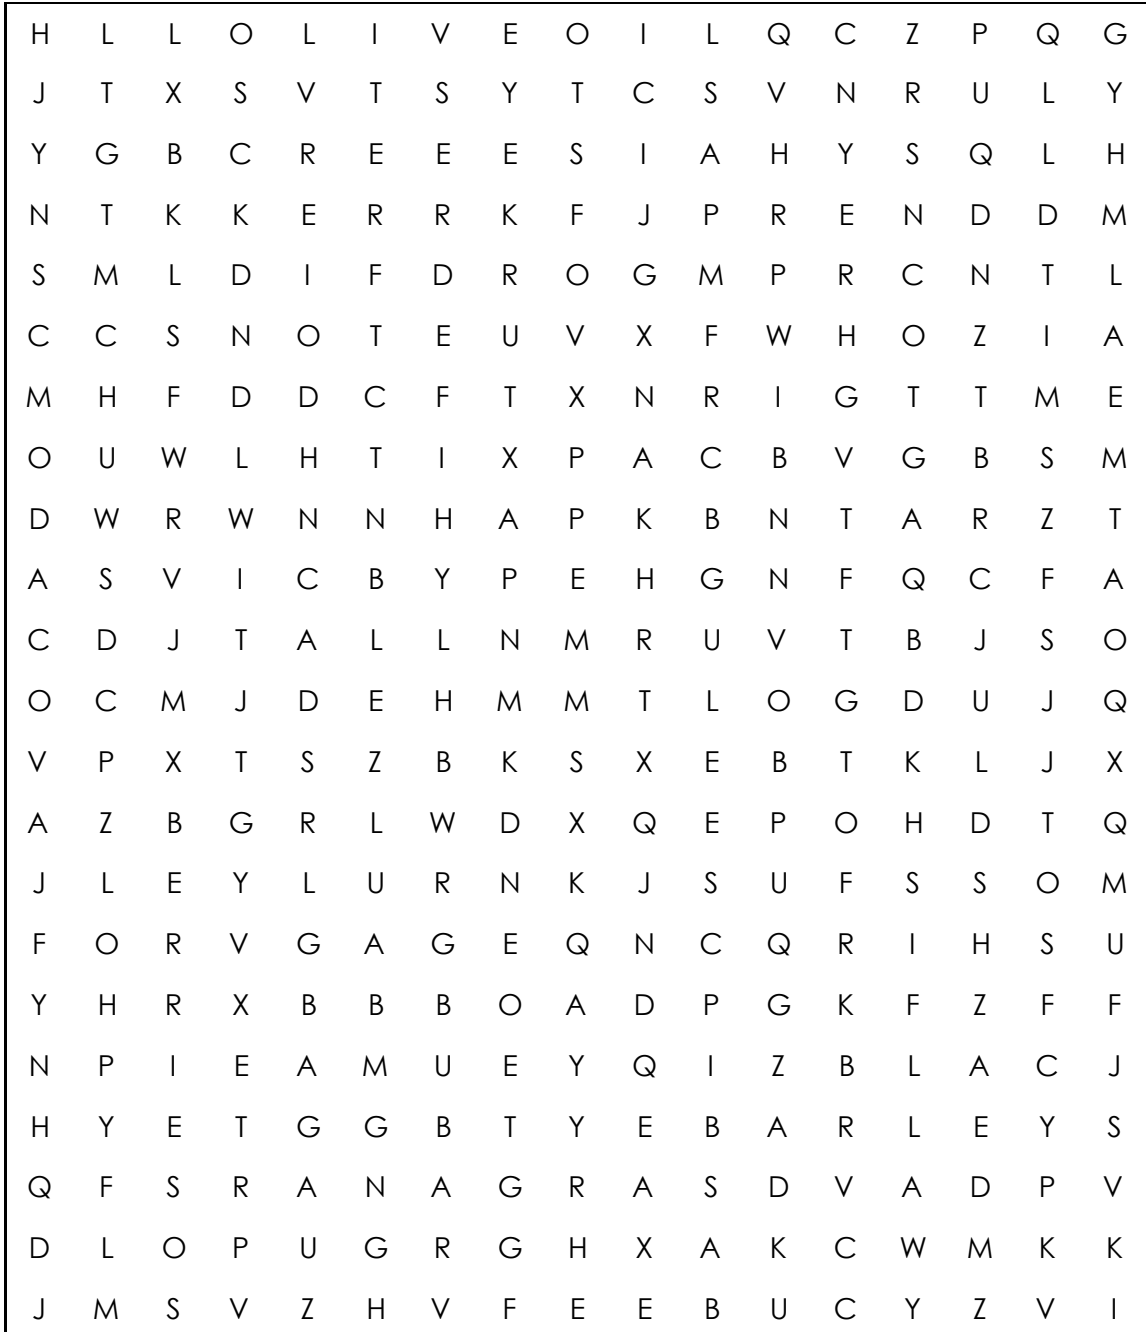 H L L O L I V E O I L Q C Z P Q G
J T X S V T S Y T C S V N R U L Y
Y G B C R E E E S I A H Y S Q L H
N T K K E R R K F J P R E N D D M
S M L D I F D R O G M P R C N T L
C C S N O T E U V X F W H O Z I A
M H F D D C F T X N R I G T T M E
O U W L H T I X P A C B V G B S M
D W R W N N H A P K B N T A R Z T
A S V I C B Y P E H G N F Q C F A
C D J T A L L N M R U V T B J S O
O C M J D E H M M T L O G D U J Q
V P X T S Z B K S X E B T K L J X
A Z B G R L W D X Q E P O H D T Q
J L E Y L U R N K J S U F S S O M
F O R V G A G E Q N C Q R I H S U
Y H R X B B B O A D P G K F Z F F
N P I E A M U E Y Q I Z B L A C J
H Y E T G G B T Y E B A R L E Y S
Q F S R A N A G R A S D V A D P V
D L O P U G R G H X A K C W M K K
J M S V Z H V F E E B U C Y Z V I